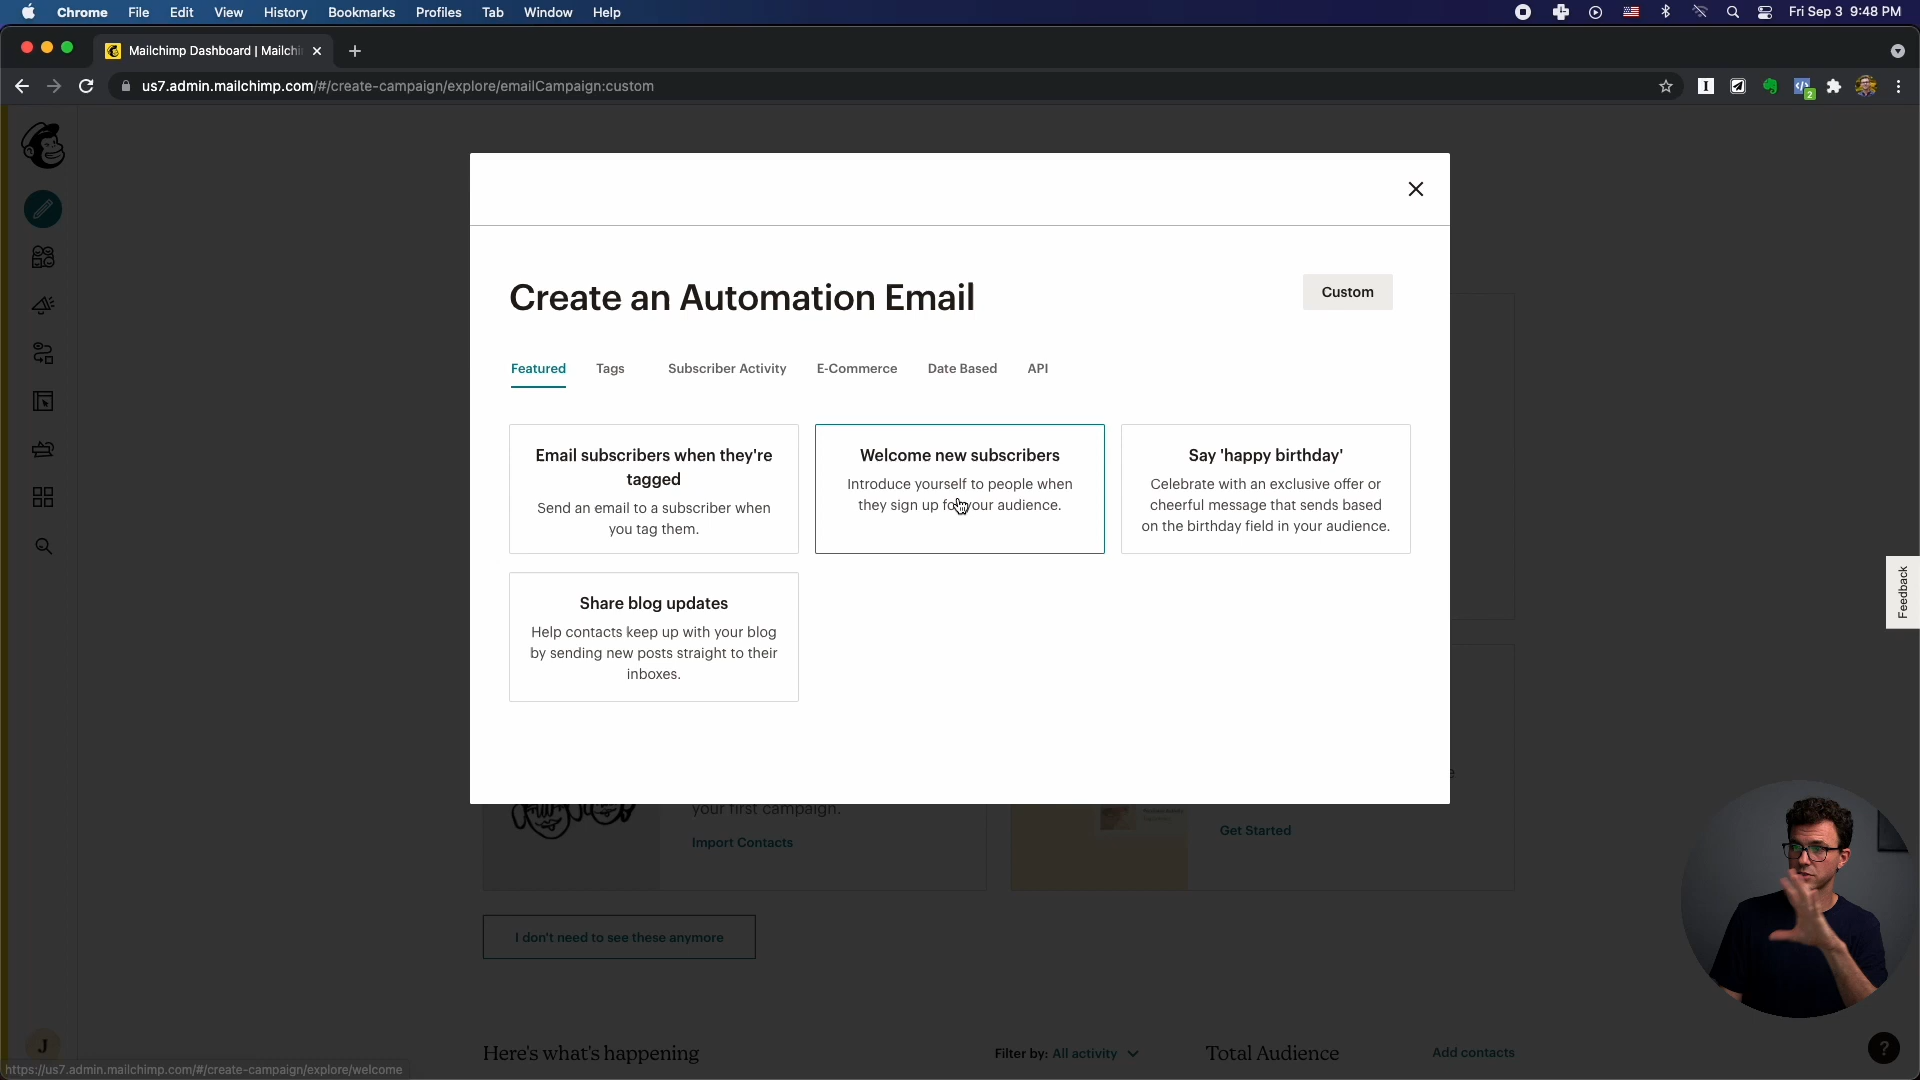 Chrome File Edit View History Bookmarks Profiles Tab Window Help
Fri Sep 3 9:48 PM
Mailchimp Dashboard | Mailchi
us7.admin.mailchimp.com/#/create-campaign/explore/emailCampaign:custom
2
Create an Automation Email
Custom
Featured Tags Subscriber Activity E-Commerce Date Based API
Email subscribers when they're
tagged
Send an email to a subscriber when
you tag them.
Welcome new subscribers
Introduce yourself to people when
they sign up for your audience.
Say 'happy birthday'
Celebrate with an exclusive offer or
cheerful message that sends based
on the birthday field in your audience.
Share blog updates
Help contacts keep up with your blog
by sending new posts straight to their
inboxes.
Feedback
your first campaign.
Import Contacts
Get Started
I don't need to see these anymore
Here's what's happening
Filter by: All activity
Total Audience
Add contacts
J
?
https://us7.admin.mailchimp.com/#/create-campaign/explore/welcome